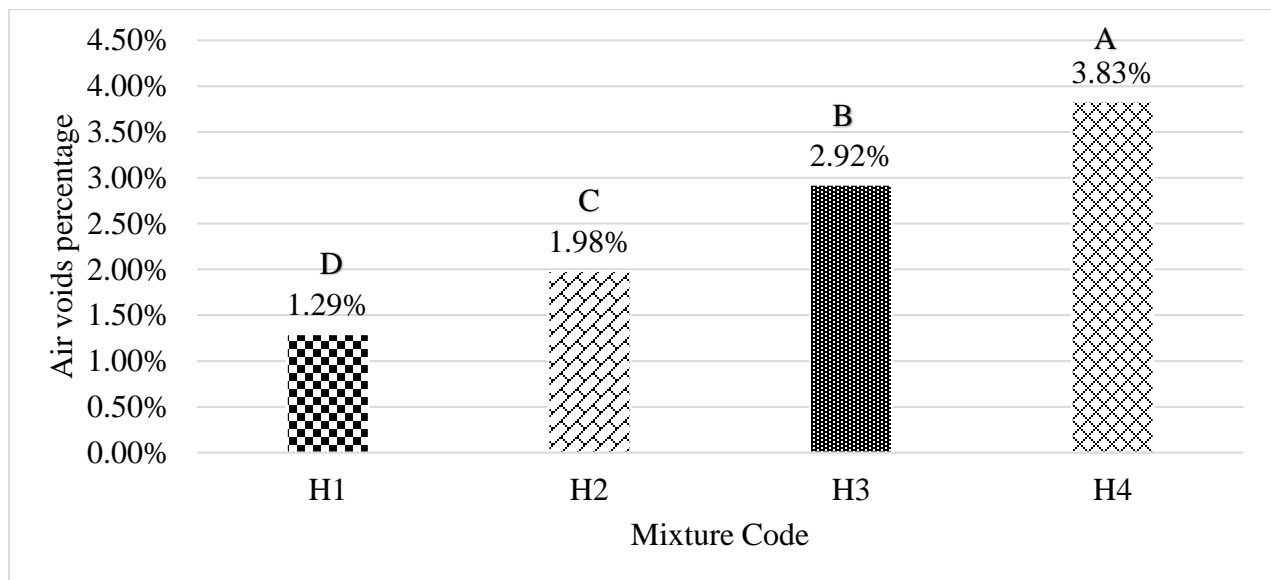 Air voids percentage
4.50%
4.00%
3.50%
3.00%
2.50%
2.00%
1.50%
1.00%
0.50%
0.00%
D
1.29%
C
1.98%
B
2.92%
A
3.83%
H1
H2
H3
H4
Mixture Code